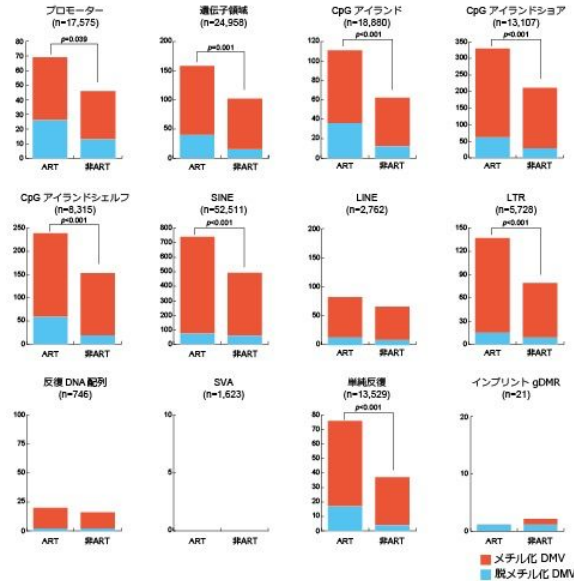 プロモーター
(n=17,575)
p=0.039
80
70
60
50
40
30
20
10
0
ART
非ART
遺伝子領域
(n=24,958)
p=0.001
200
150
100
50
0
ART
非ART
CpG アイランド
(n=18,880)
p<0.001
120
100
80
60
40
20
0
ART
非ART
CpG アイランドショア
(n=13,107)
p<0.001
350
300
250
200
150
100
50
0
ART
非ART
CpG アイランドシェルフ
(n=8,315)
p<0.001
250
200
150
100
50
0
ART
非ART
SINE
(n=52,511)
p<0.001
800
700
600
500
400
300
200
100
0
ART
非ART
LINE
(n=2,762)
200
150
100
50
0
ART
非ART
LTR
(n=5,728)
p<0.001
150
120
90
60
30
0
ART
非ART
反復 DNA 配列
(n=746)
100
75
50
25
0
ART
非ART
SVA
(n=1,623)
10
5
0
ART
非ART
単純反復
(n=13,529)
p<0.001
80
70
60
50
40
30
20
10
0
ART
非ART
インプリント gDMR
(n=21)
20
10
0
ART
非ART
メチル化 DMV
脱メチル化 DMV